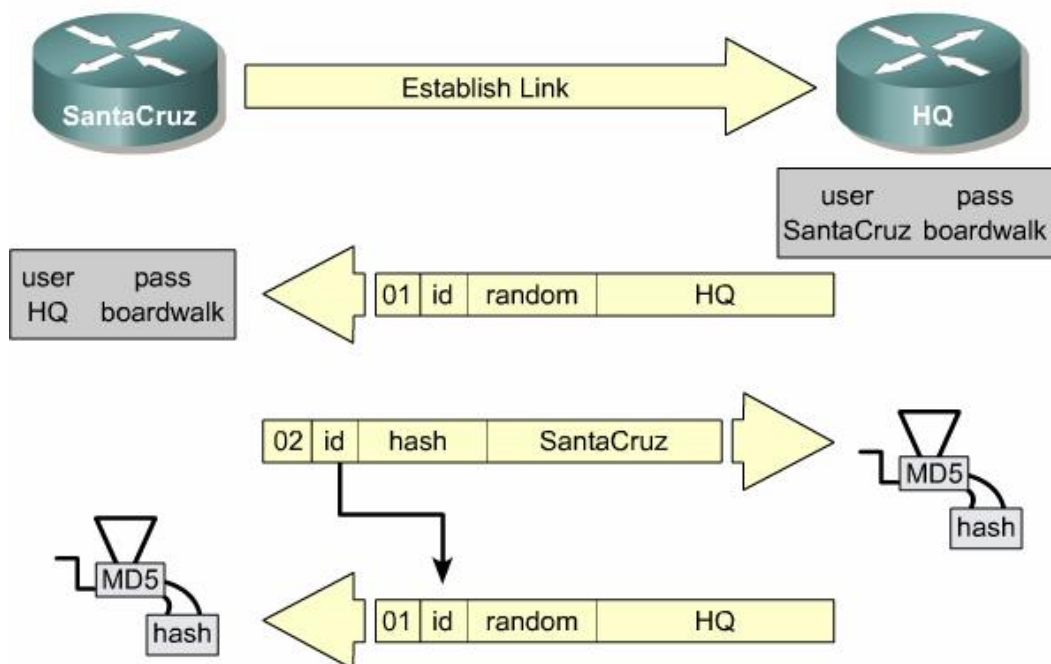 SantaCruz
Establish Link
HQ
user pass
SantaCruz boardwalk
user pass
HQ boardwalk
01 id random HQ
02 id hash SantaCruz
MD5
hash
MD5
hash
01 id random HQ